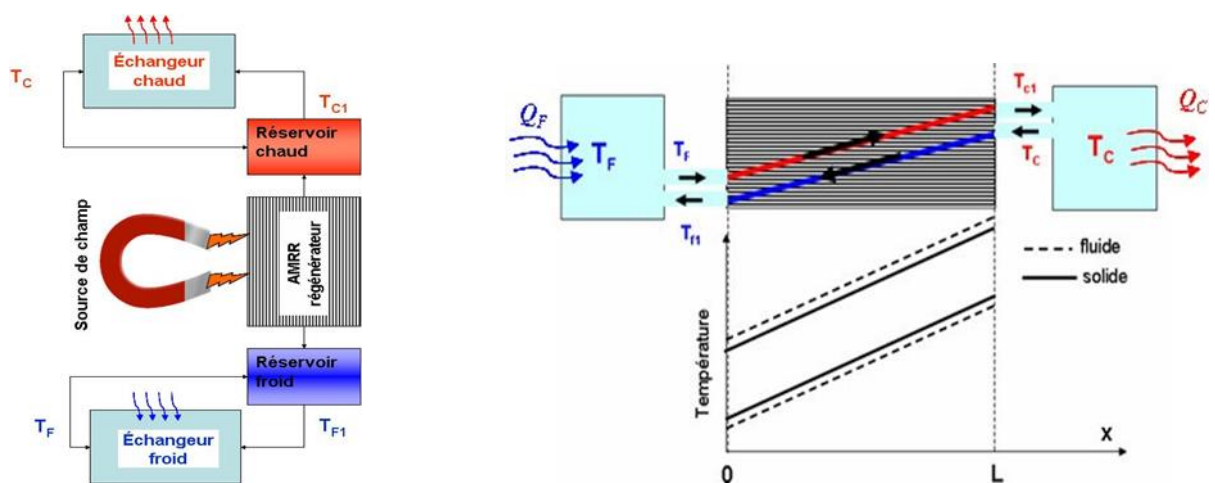 Échangeur
chaud
T_C
T_C1
Réservoir
chaud
Source de champ
AMRR
régénérateur
Réservoir
froid
T_F
T_F1
Échangeur
froid
Q_F
T_F
T_F
T_f1
T_c1
T_C
T_C
Q_C
fluide
solide
Température
X
0
L